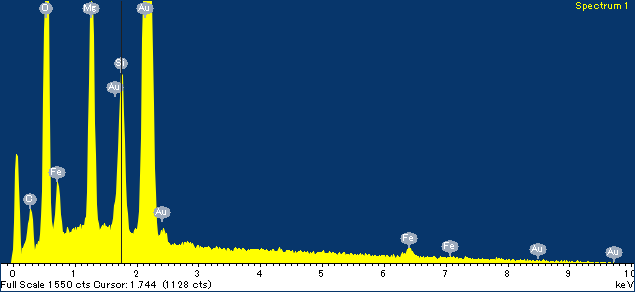 Spectrum 1
O Mg Au
Si
Au
Fe
O
Au
Fe
Fe
Au
Au
0 1 2 3 4 5 6 7 8 9 10
Full Scale 1550 cts Cursor: 1.744 (1128 cts) keV